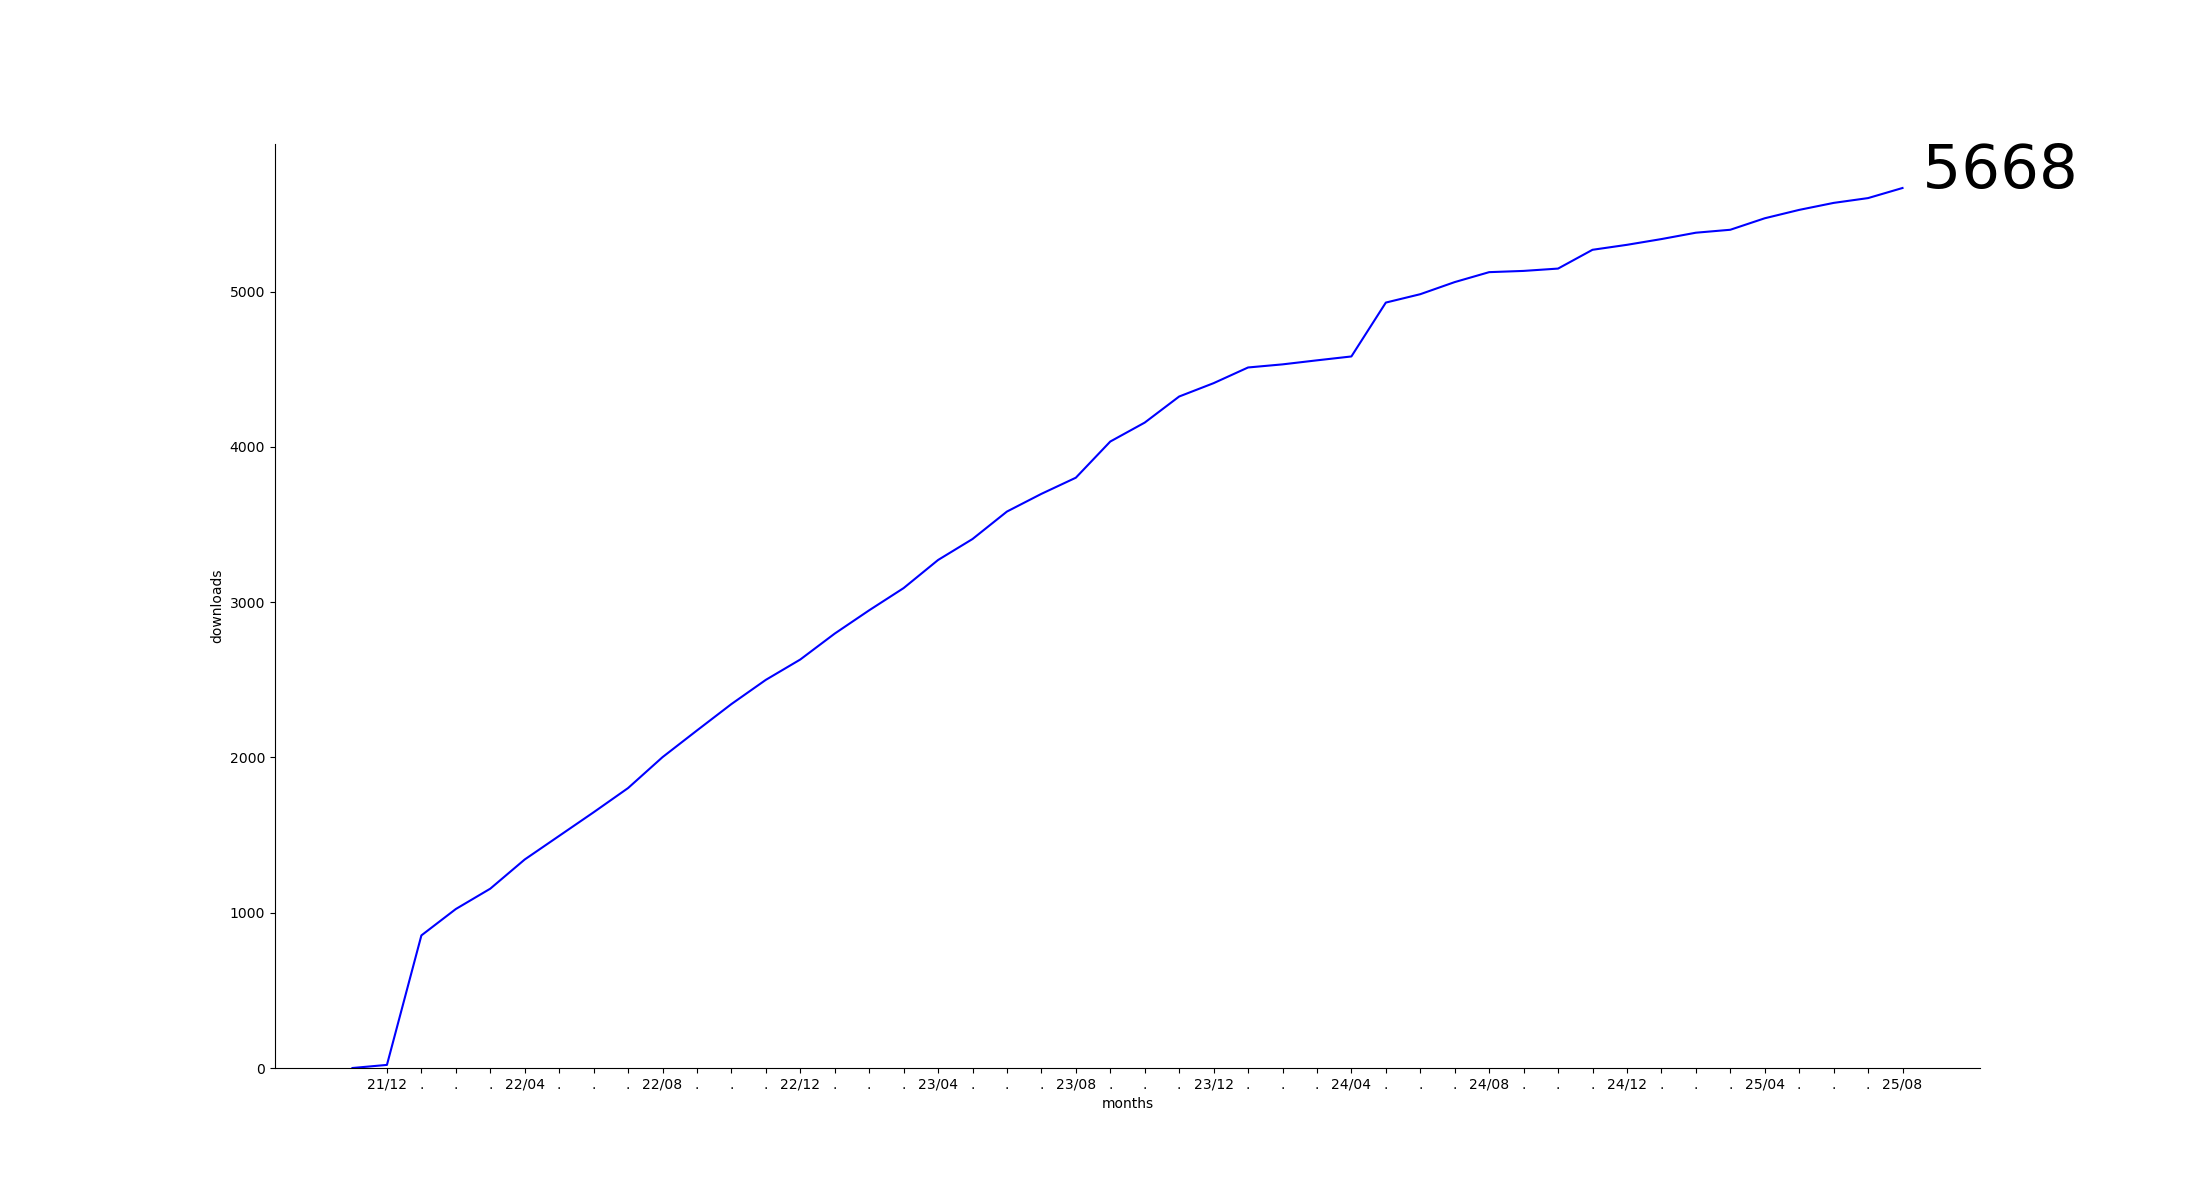 5668
5000
4000
3000
2000
1000
0
downloads
21/12 . . . 22/04 . . . 22/08 . . . 22/12 . . . 23/04 . . . 23/08 . . . 23/12 . . . 24/04 . . . 24/08 . . . 24/12 . . . 25/04 . . . 25/08
months